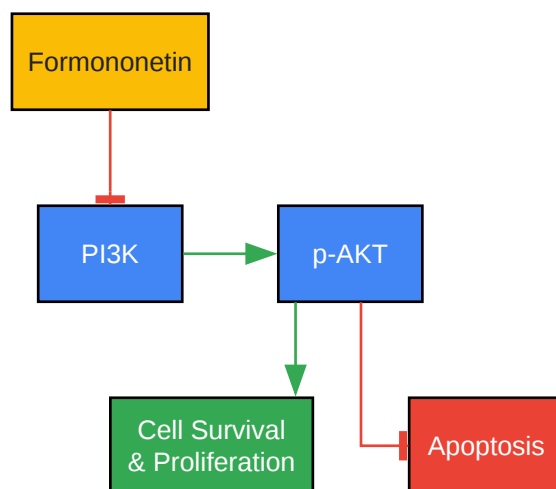 Formononetin
PI3K
p-AKT
Cell Survival
& Proliferation
Apoptosis